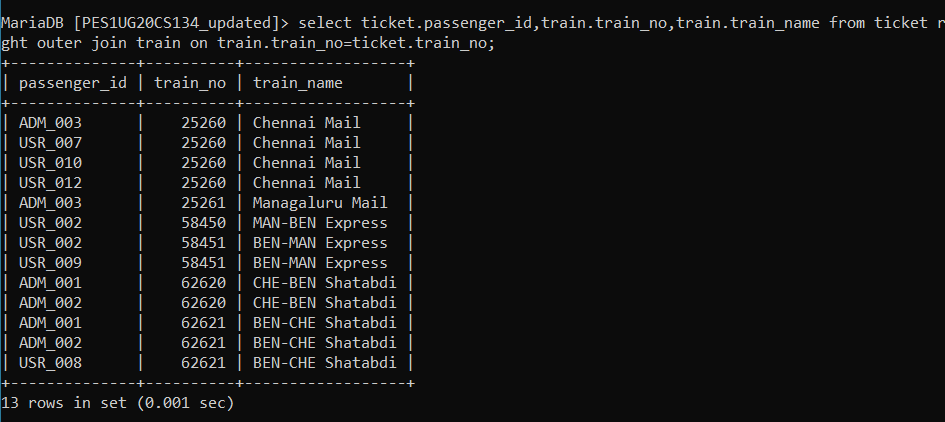 MariaDB [PES1UG20CS134_updated]> select ticket.passenger_id,train.train_no,train.train_name from ticket r
ght outer join train on train.train_no=ticket.train_no;
+--------------+----------+------------------+
| passenger_id | train_no | train_name       |
+--------------+----------+------------------+
| ADM_003      |    25260 | Chennai Mail     |
| USR_007      |    25260 | Chennai Mail     |
| USR_010      |    25260 | Chennai Mail     |
| USR_012      |    25260 | Chennai Mail     |
| ADM_003      |    25261 | Managaluru Mail  |
| USR_002      |    58450 | MAN-BEN Express  |
| USR_002      |    58451 | BEN-MAN Express  |
| USR_009      |    58451 | BEN-MAN Express  |
| ADM_001      |    62620 | CHE-BEN Shatabdi |
| ADM_002      |    62620 | CHE-BEN Shatabdi |
| ADM_001      |    62621 | BEN-CHE Shatabdi |
| ADM_002      |    62621 | BEN-CHE Shatabdi |
| USR_008      |    62621 | BEN-CHE Shatabdi |
+--------------+----------+------------------+
13 rows in set (0.001 sec)